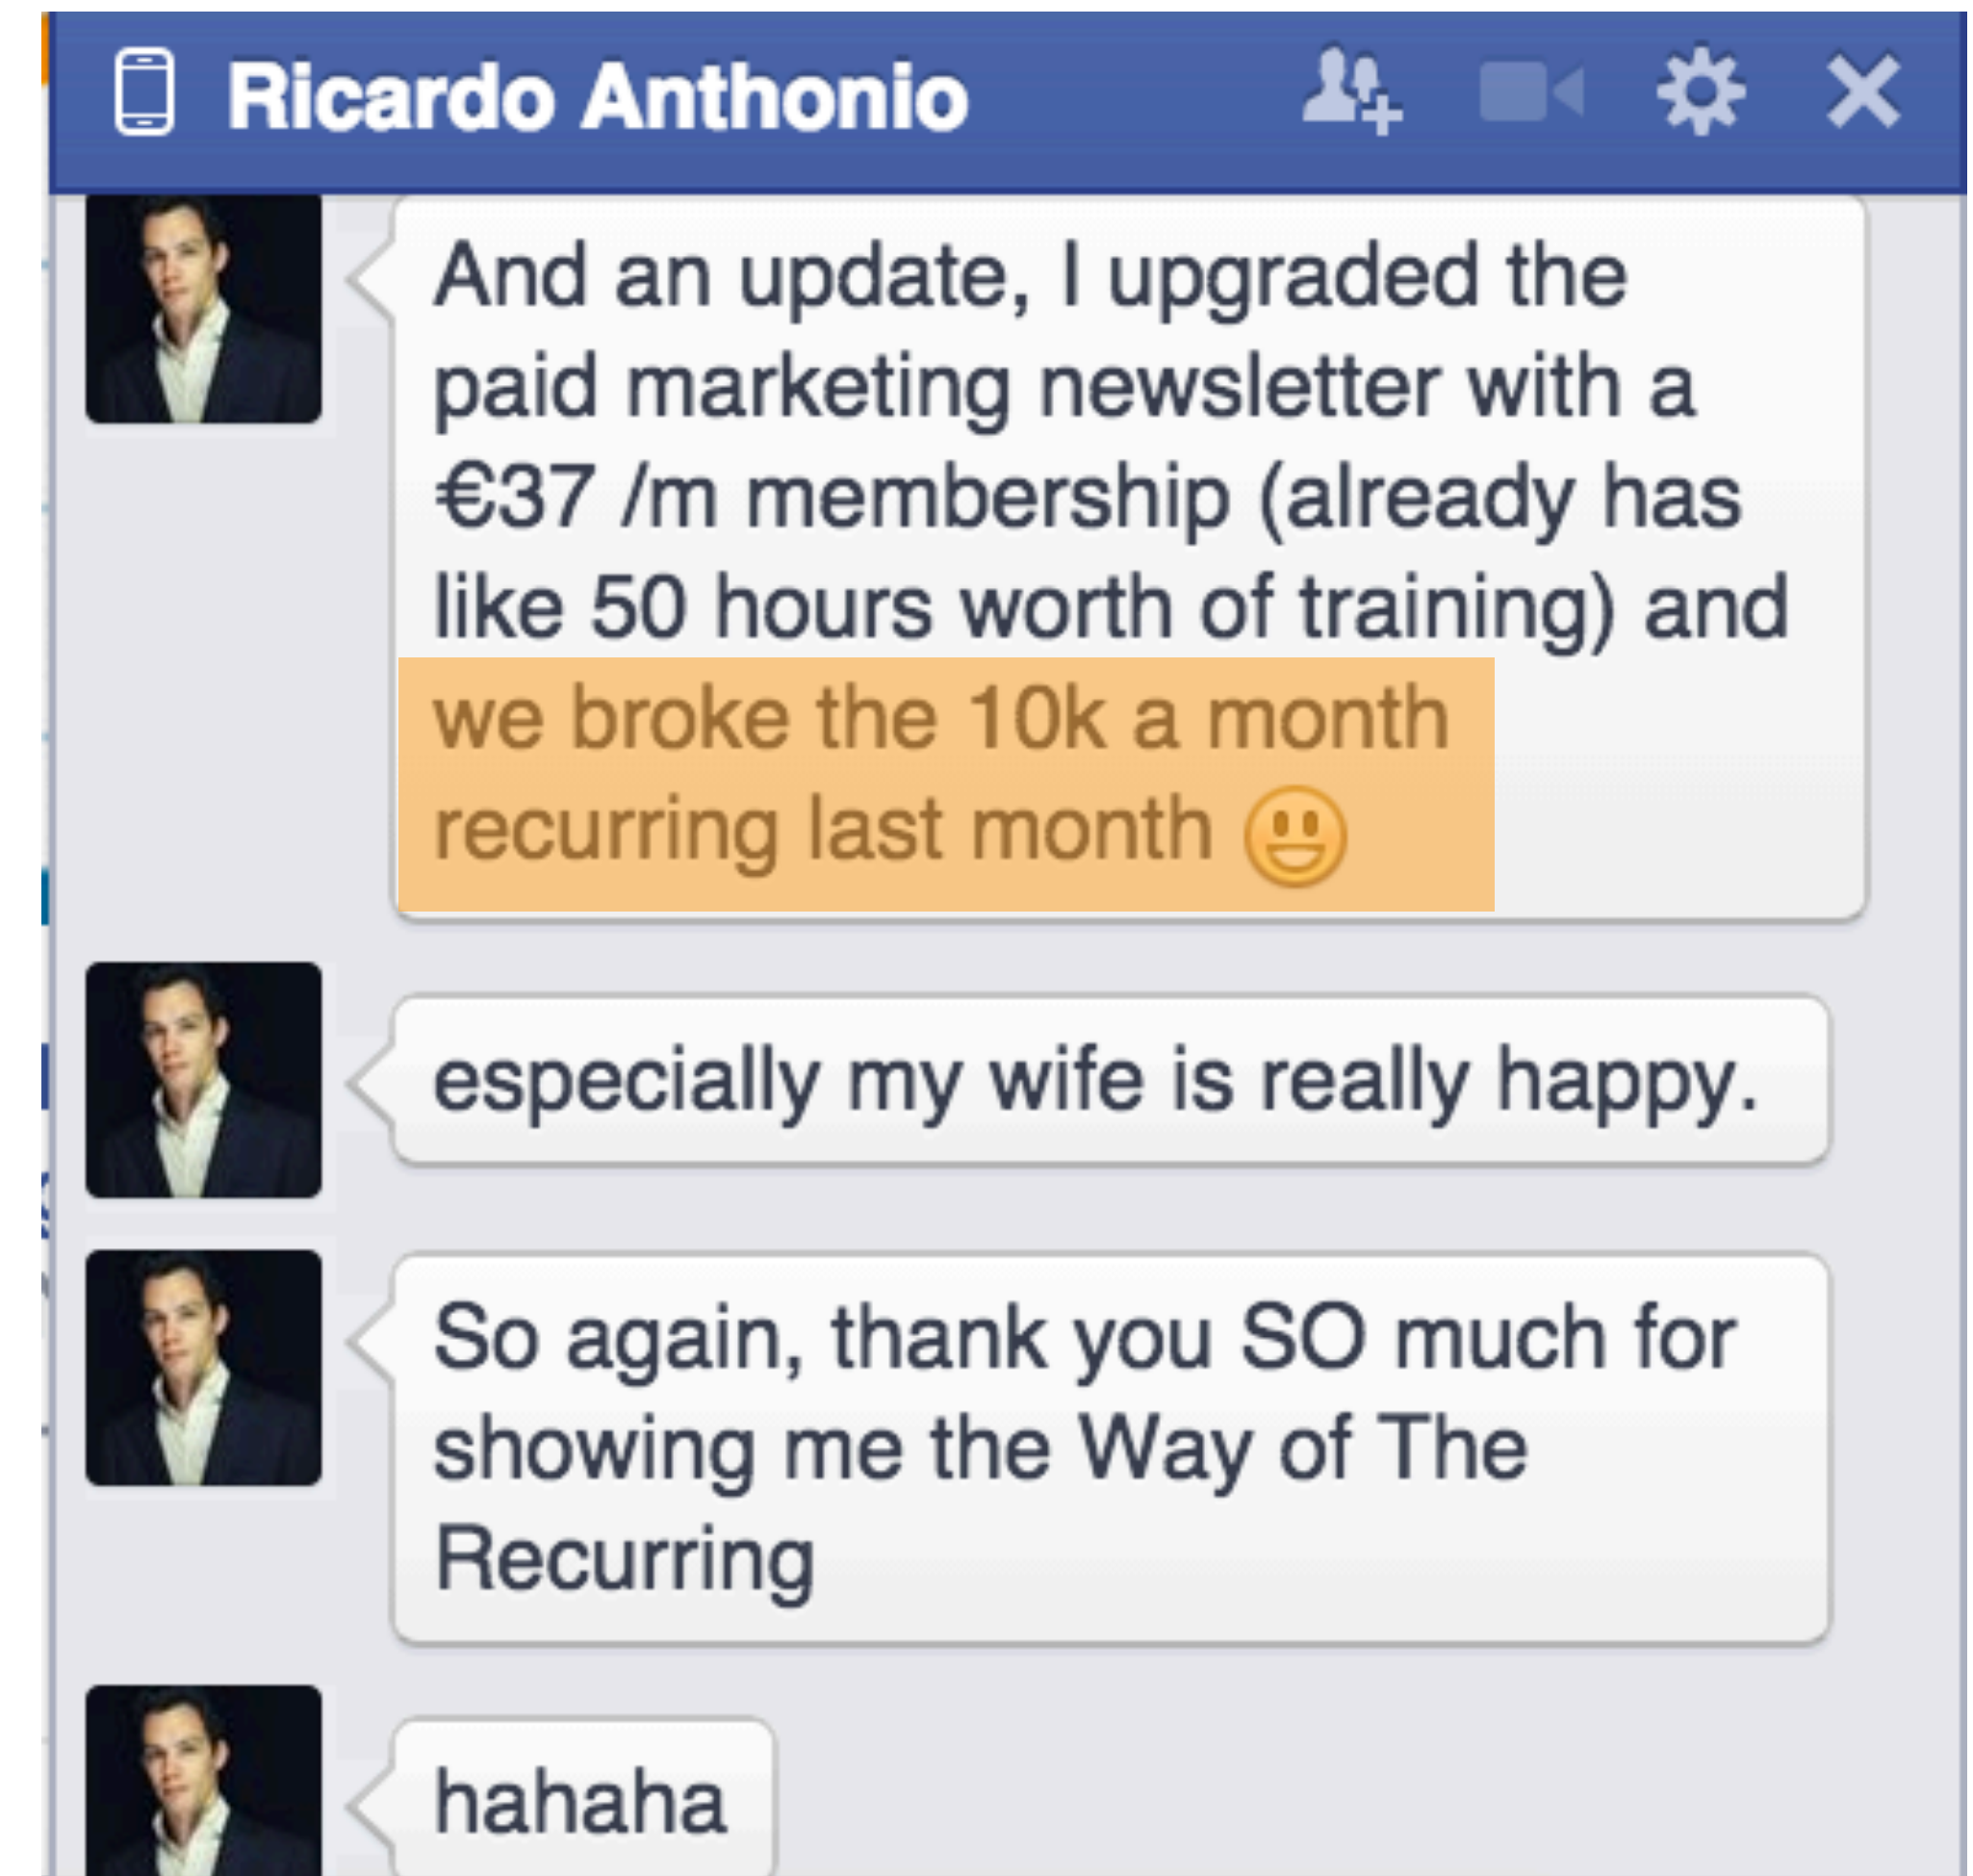 Ricardo Anthonio
And an update, I upgraded the
paid marketing newsletter with a
€37 /m membership (already has
like 50 hours worth of training) and
we broke the 10k a month
recurring last month 😃
especially my wife is really happy.
So again, thank you SO much for
showing me the Way of The
Recurring
hahaha